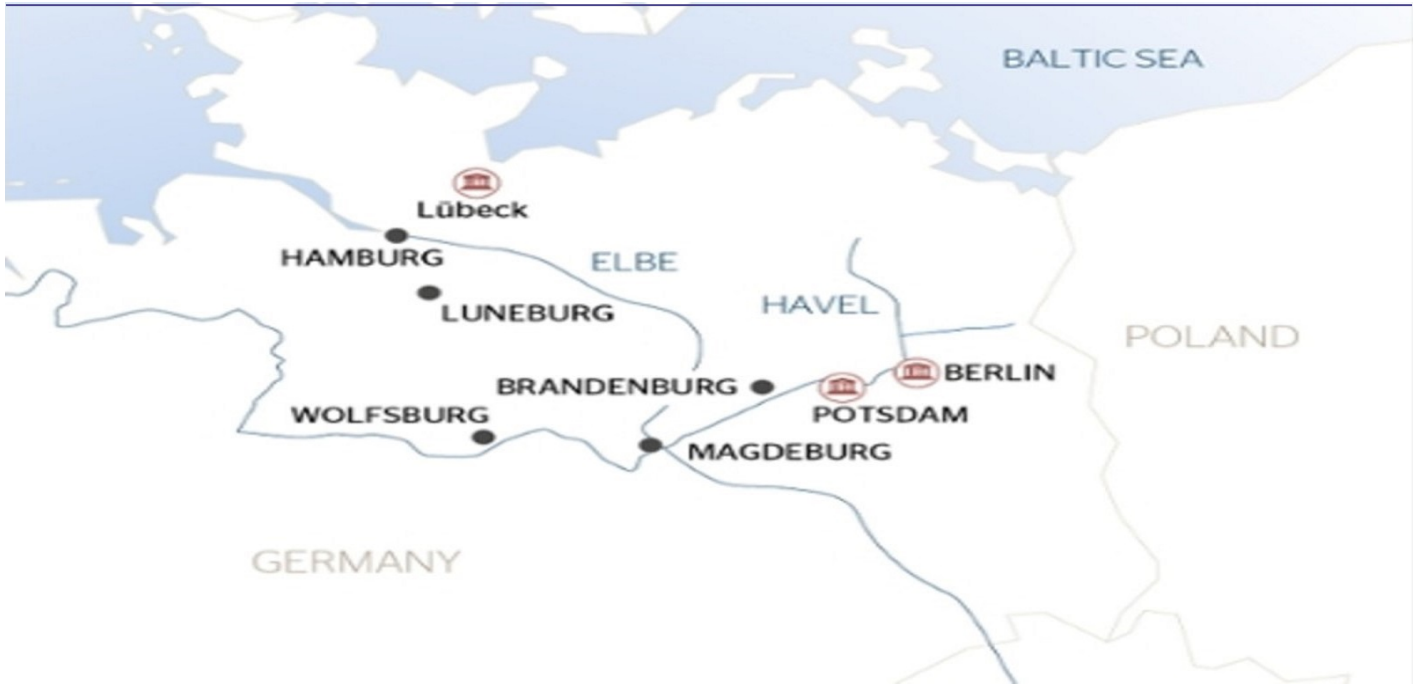 BALTIC SEA
Lübeck
HAMBURG
ELBE
LUNEBURG
HAVEL
POLAND
BRANDENBURG
BERLIN
WOLFSBURG
POTSDAM
MAGDEBURG
GERMANY